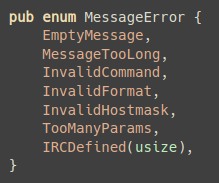 pub enum MessageError {
    EmptyMessage,
    MessageTooLong,
    InvalidCommand,
    InvalidFormat,
    InvalidHostmask,
    TooManyParams,
    IRCDefined(usize),
}